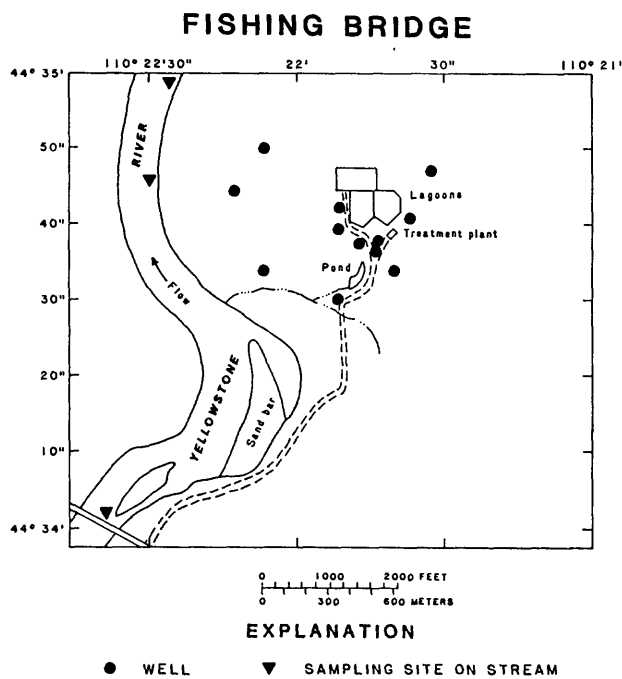 FISHING BRIDGE
110° 22'30" 22' 30" 110° 21'
44° 35'
50"
40"
30"
20"
10"
44° 34'
RIVER
Flow
YELLOWSTONE
Sand bar
Lagoons
Treatment plant
Pond
0 1000 2000 FEET
0 300 600 METERS
EXPLANATION
WELL SAMPLING SITE ON STREAM